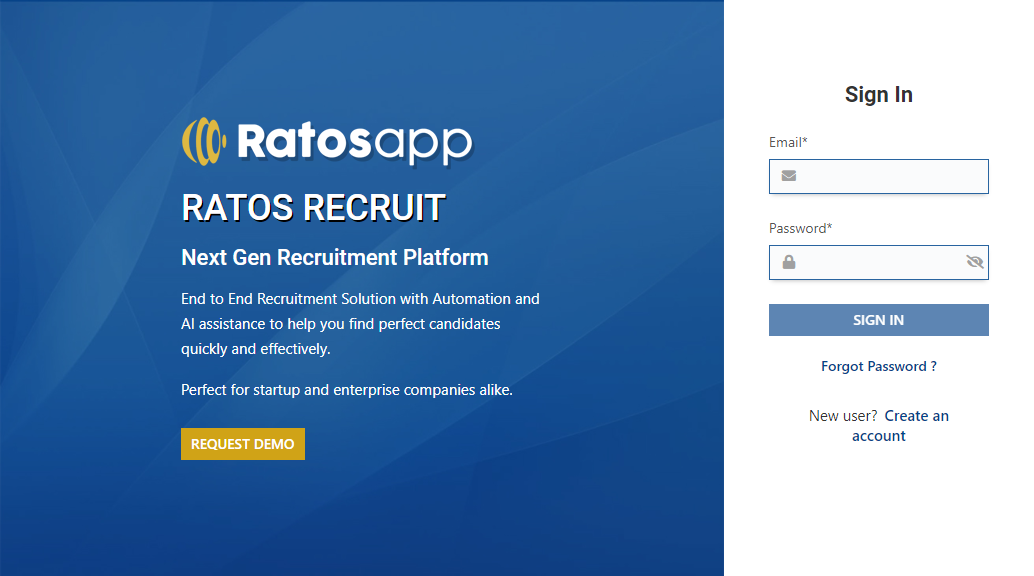 Ratosapp
RATOS RECRUIT
Next Gen Recruitment Platform
End to End Recruitment Solution with Automation and
AI assistance to help you find perfect candidates
quickly and effectively.
Perfect for startup and enterprise companies alike.
REQUEST DEMO
Sign In
Email*
Password*
SIGN IN
Forgot Password ?
New user? Create an
account